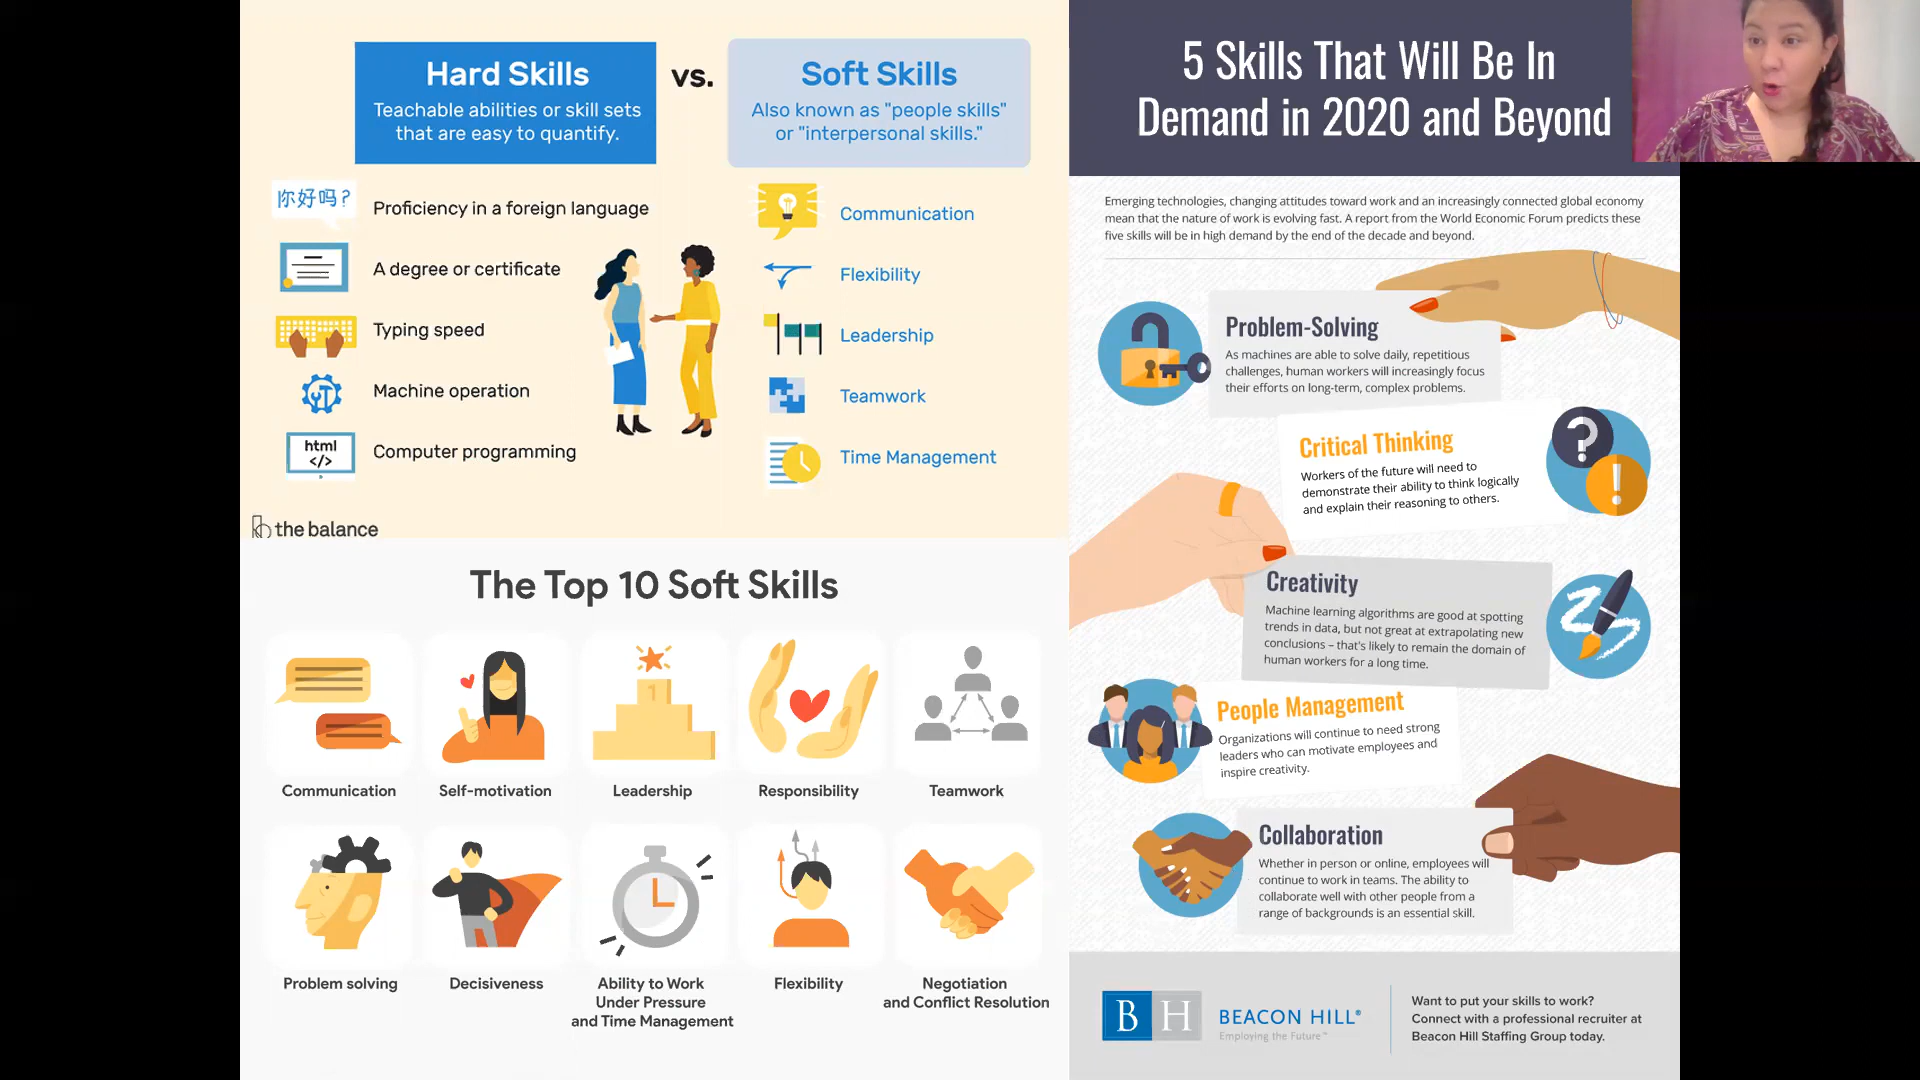 Hard Skills
Teachable abilities or skill sets
that are easy to quantify.
vs.
Soft Skills
Also known as "people skills"
or "interpersonal skills."
你好吗?
Proficiency in a foreign language
A degree or certificate
Typing speed
Machine operation
html
</>
Computer programming
Communication
Flexibility
Leadership
Teamwork
Time Management
the balance
The Top 10 Soft Skills
1
Communication
Self-motivation
Leadership
Responsibility
Teamwork
Problem solving
Decisiveness
Ability to Work
Under Pressure
and Time Management
Flexibility
Negotiation
and Conflict Resolution
5 Skills That Will Be In
Demand in 2020 and Beyond
Emerging technologies, changing attitudes toward work and an increasingly connected global economy
mean that the nature of work is evolving fast. A report from the World Economic Forum predicts these
five skills will be in high demand by the end of the decade and beyond.
Problem-Solving
As machines are able to solve daily, repetitious
challenges, human workers will increasingly focus
their efforts on long-term, complex problems.
Critical Thinking
Workers of the future will need to
demonstrate their ability to think logically
and explain their reasoning to others.
?
!
Creativity
Machine learning algorithms are good at spotting
trends in data, but not great at extrapolating new
conclusions – that's likely to remain the domain of
human workers for a long time.
People Management
Organizations will continue to need strong
leaders who can motivate employees and
inspire creativity.
Collaboration
Whether in person or online, employees will
continue to work in teams. The ability to
collaborate well with other people from a
range of backgrounds is an essential skill.
B H
BEACON HILL®
Employing the Future™
Want to put your skills to work?
Connect with a professional recruiter at
Beacon Hill Staffing Group today.